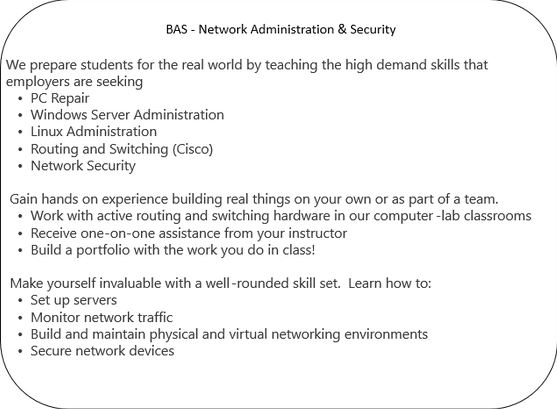 BAS - Network Administration & Security
We prepare students for the real world by teaching the high demand skills that
employers are seeking
• PC Repair
• Windows Server Administration
• Linux Administration
• Routing and Switching (Cisco)
• Network Security
Gain hands on experience building real things on your own or as part of a team.
• Work with active routing and switching hardware in our computer-lab classrooms
• Receive one-on-one assistance from your instructor
• Build a portfolio with the work you do in class!
Make yourself invaluable with a well-rounded skill set.  Learn how to:
• Set up servers
• Monitor network traffic
• Build and maintain physical and virtual networking environments
• Secure network devices